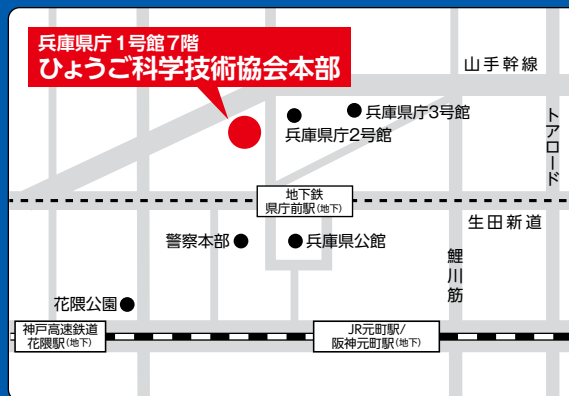 兵庫県庁1号館7階
ひょうご科学技術協会本部
山手幹線
兵庫県庁3号館
兵庫県庁2号館
トアロード
地下鉄
県庁前駅(地下)
生田新道
警察本部
兵庫県公館
鯉川筋
花隈公園
神戸高速鉄道
花隈駅(地下)
JR元町駅/
阪神元町駅(地下)